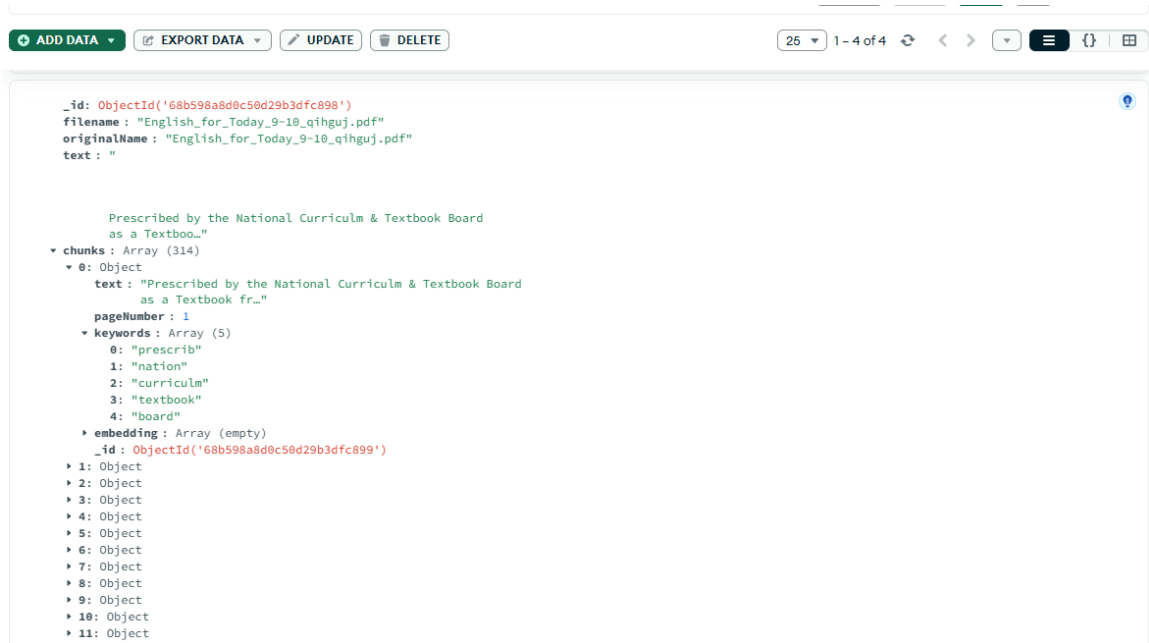 ADD DATA
EXPORT DATA
UPDATE
DELETE
25
1 – 4 of 4
{}
_id: ObjectId('68b598a8d0c50d29b3dfc898')
filename : "English_for_Today_9-10_qihguj.pdf"
originalName : "English_for_Today_9-10_qihguj.pdf"
text : "
Prescribed by the National Curriculm & Textbook Board
as a Textboo…"
chunks : Array (314)
0: Object
text : "Prescribed by the National Curriculm & Textbook Board
as a Textbook fr…"
pageNumber : 1
keywords : Array (5)
0: "prescrib"
1: "nation"
2: "curriculm"
3: "textbook"
4: "board"
embedding : Array (empty)
_id : ObjectId('68b598a8d0c50d29b3dfc899')
1: Object
2: Object
3: Object
4: Object
5: Object
6: Object
7: Object
8: Object
9: Object
10: Object
11: Object